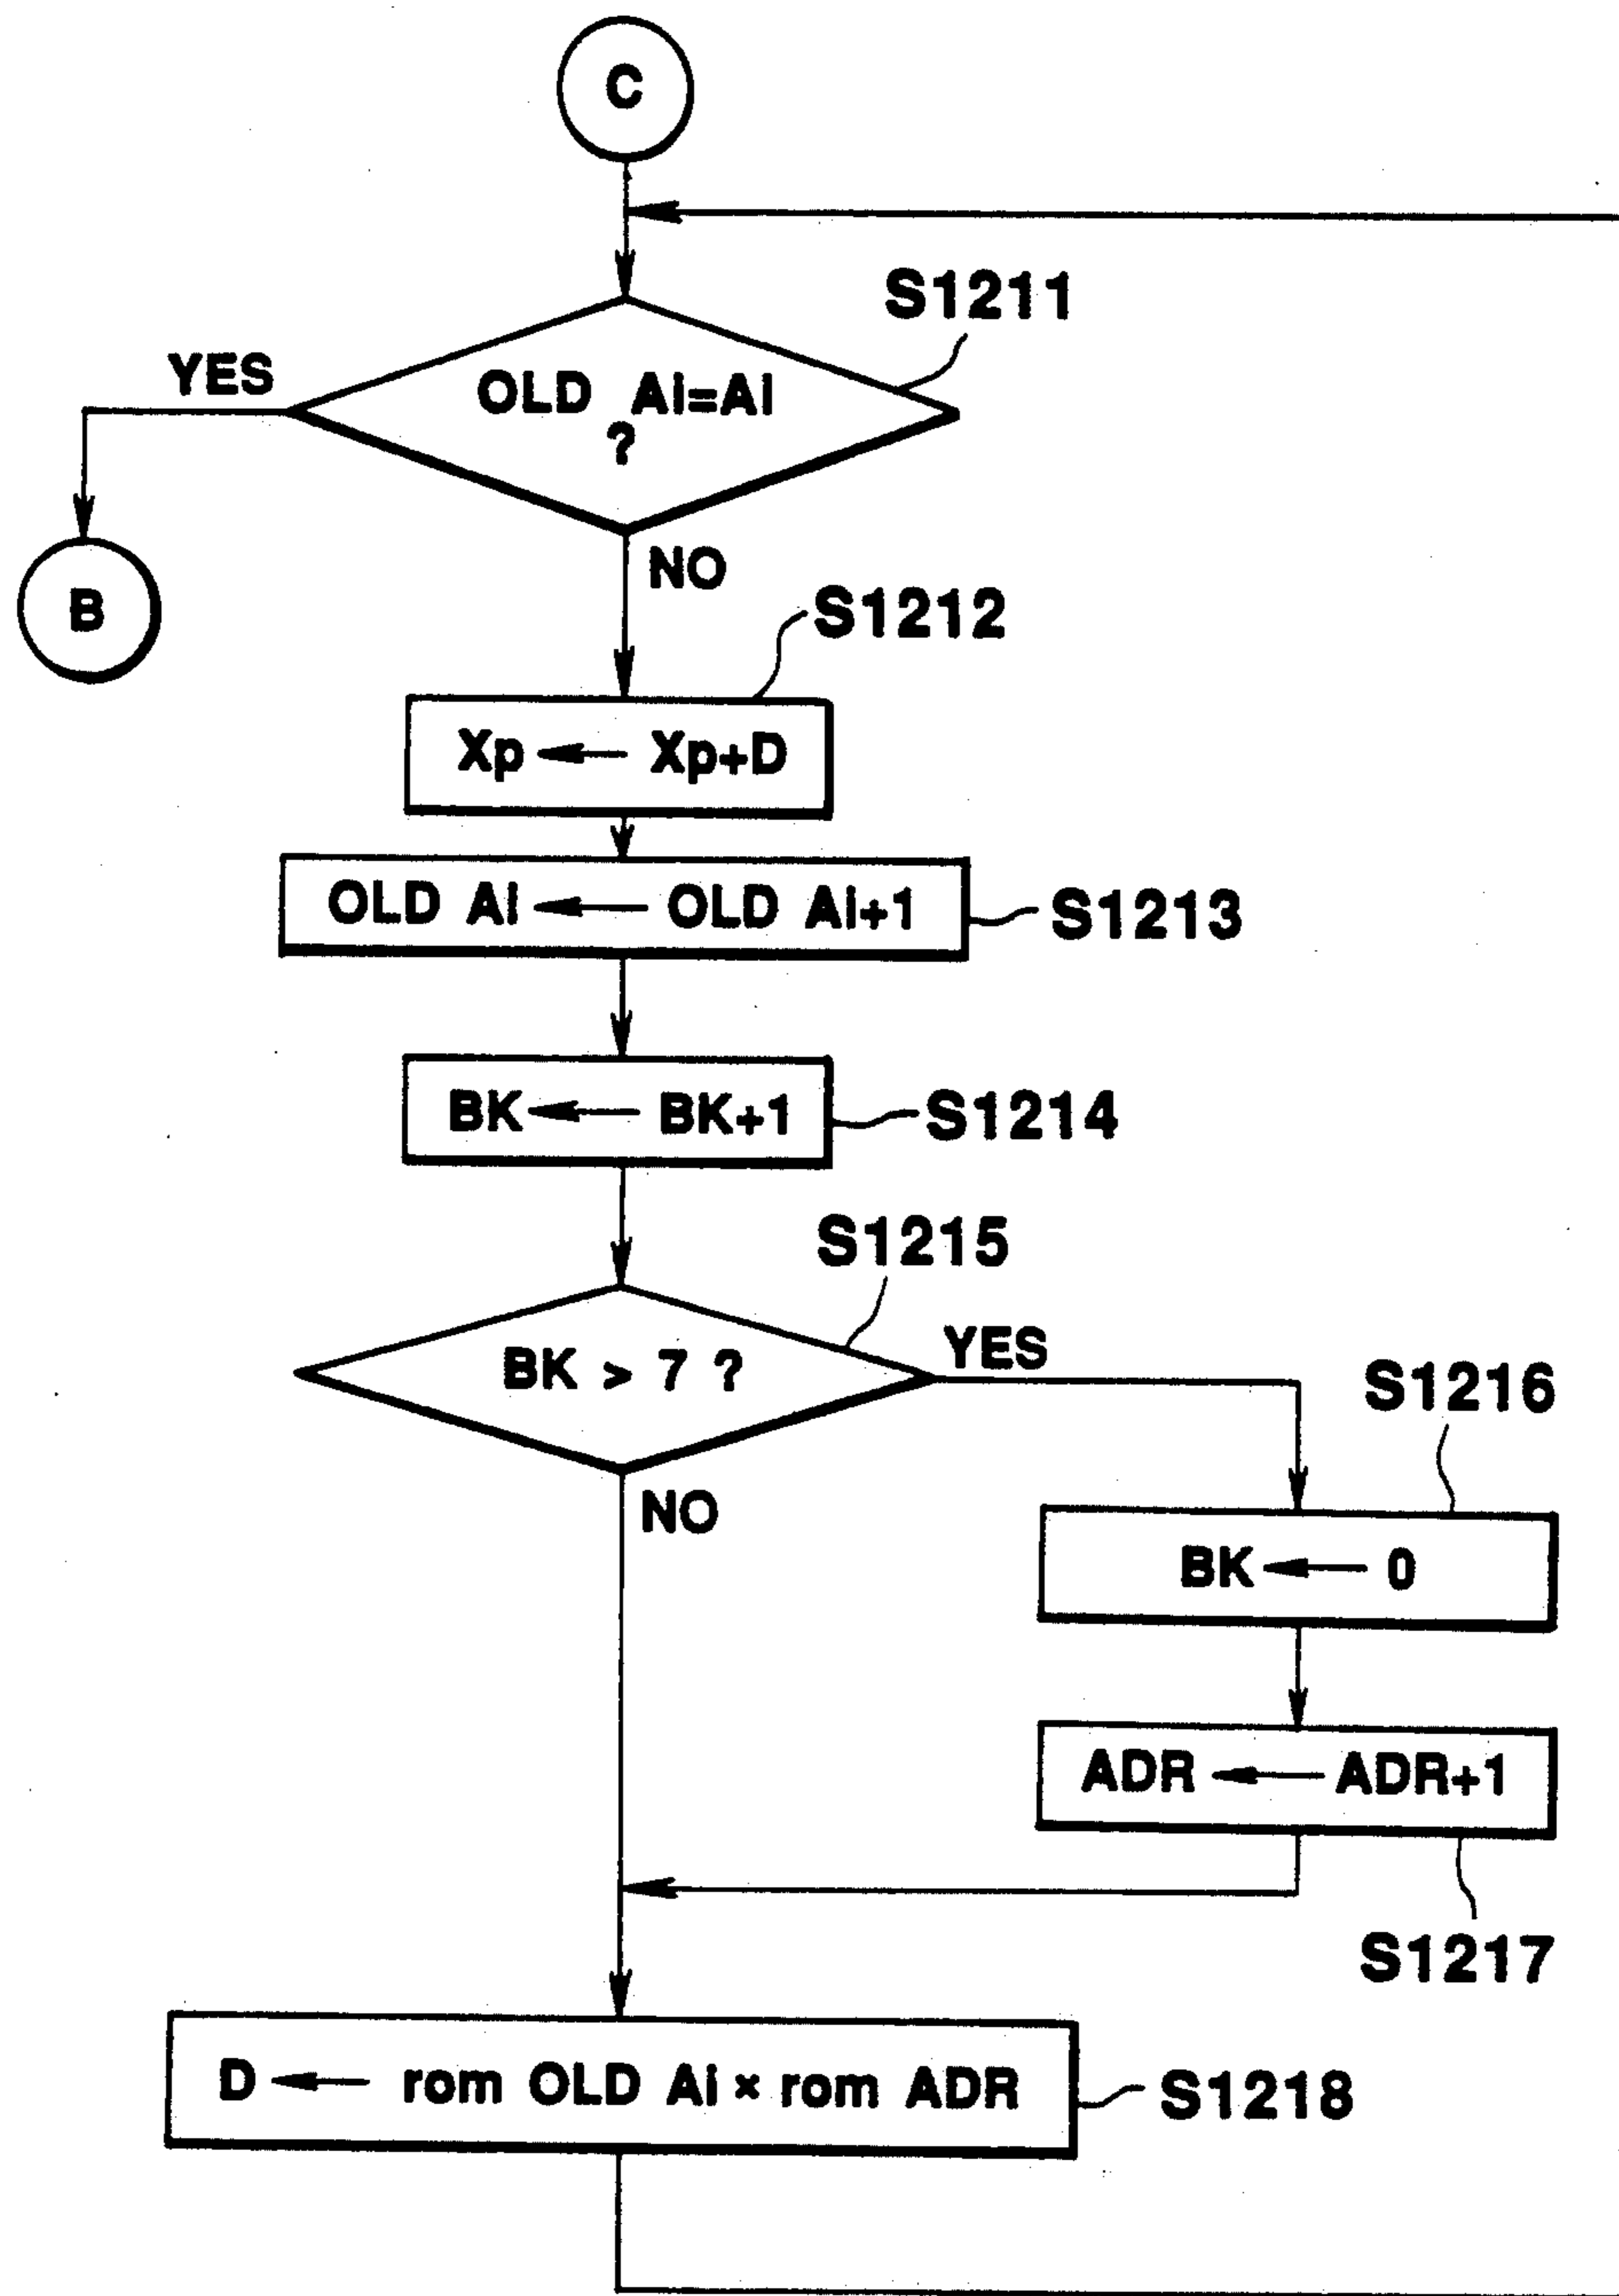 C
S1211
YES
OLD Ai=Ai
?
NO
B
S1212
Xp ← Xp+D
OLD Ai ← OLD Ai+1
S1213
BK ← BK+1
S1214
S1215
BK > 7 ?
YES
S1216
NO
BK ← 0
ADR ← ADR+1
S1217
D ← rom OLD Ai × rom ADR
S1218